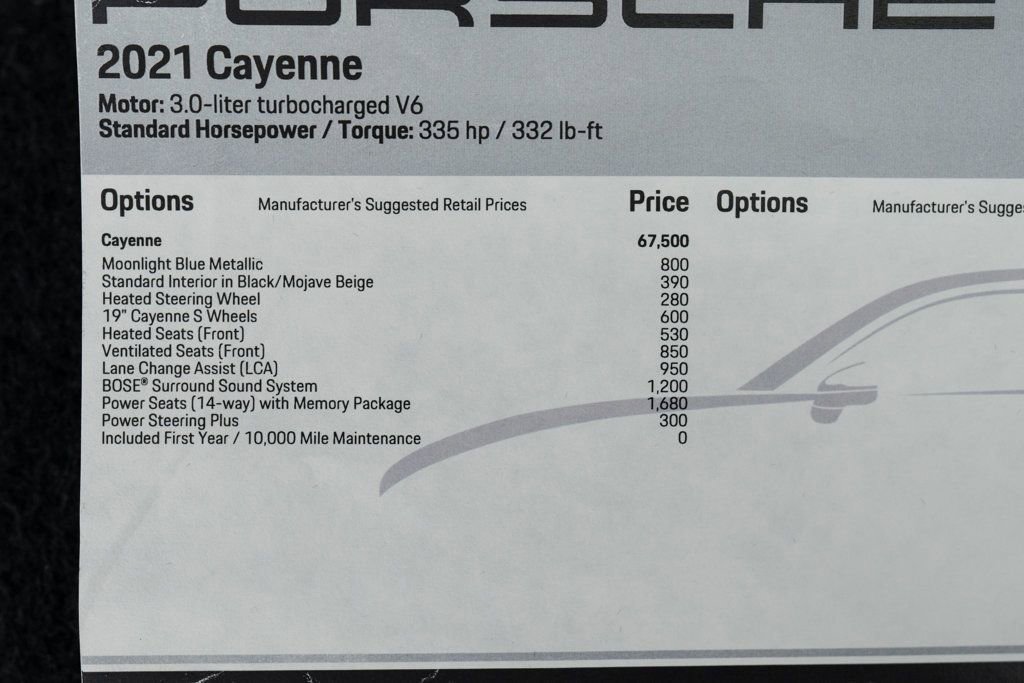 PORSCHE
2021 Cayenne
Motor: 3.0-liter turbocharged V6
Standard Horsepower / Torque: 335 hp / 332 lb-ft
Options Manufacturer's Suggested Retail Prices Price Options Manufacturer's
Cayenne 67,500
Moonlight Blue Metallic 800
Standard Interior in Black/Mojave Beige 390
Heated Steering Wheel 280
19" Cayenne S Wheels 600
Heated Seats (Front) 530
Ventilated Seats (Front) 850
Lane Change Assist (LCA) 950
BOSE® Surround Sound System 1,200
Power Seats (14-way) with Memory Package 1,680
Power Steering Plus 300
Included First Year / 10,000 Mile Maintenance 0